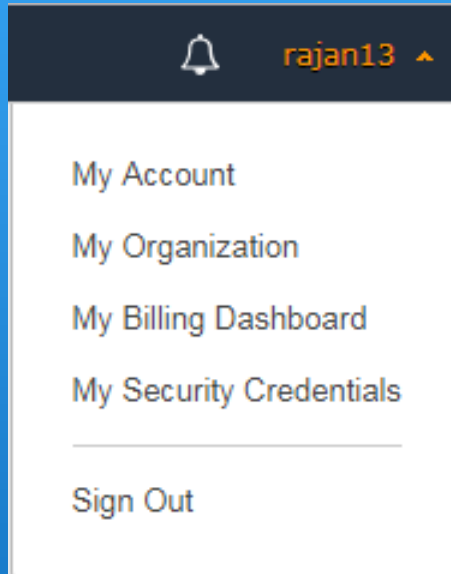 rajan13
My Account
My Organization
My Billing Dashboard
My Security Credentials
Sign Out